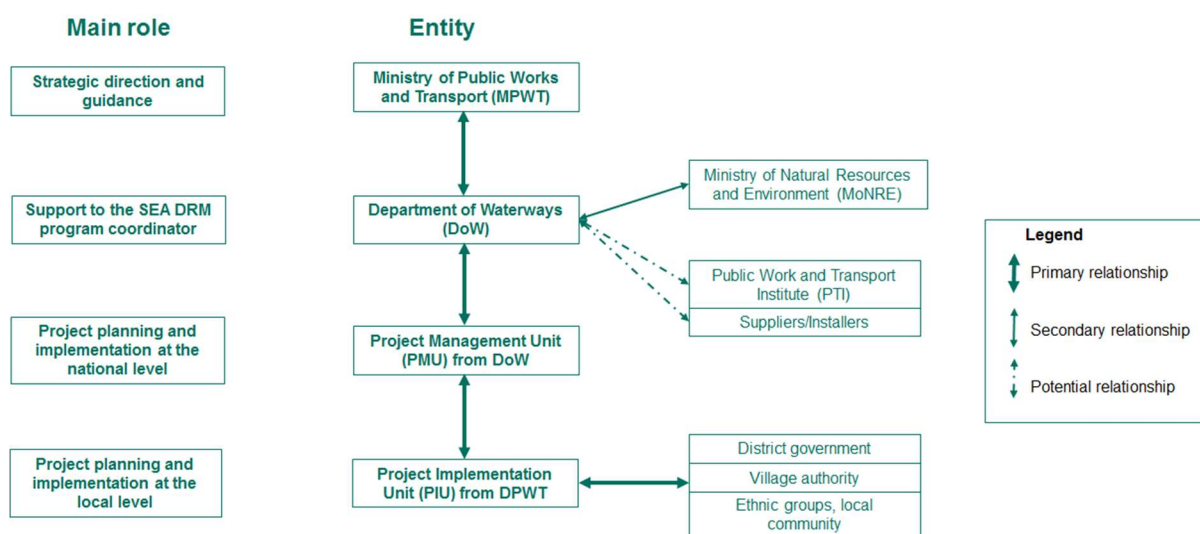 Main role
Entity
Strategic direction and
guidance
Ministry of Public Works
and Transport (MPWT)
Support to the SEA DRM
program coordinator
Department of Waterways
(DoW)
Ministry of Natural Resources
and Environment (MoNRE)
Public Work and Transport
Institute (PTI)
Suppliers/Installers
Project planning and
implementation at the
national level
Project Management Unit
(PMU) from DoW
Project planning and
implementation at the
local level
Project Implementation
Unit (PIU) from DPWT
District government
Village authority
Ethnic groups, local
community
Legend
Primary relationship
Secondary relationship
Potential relationship